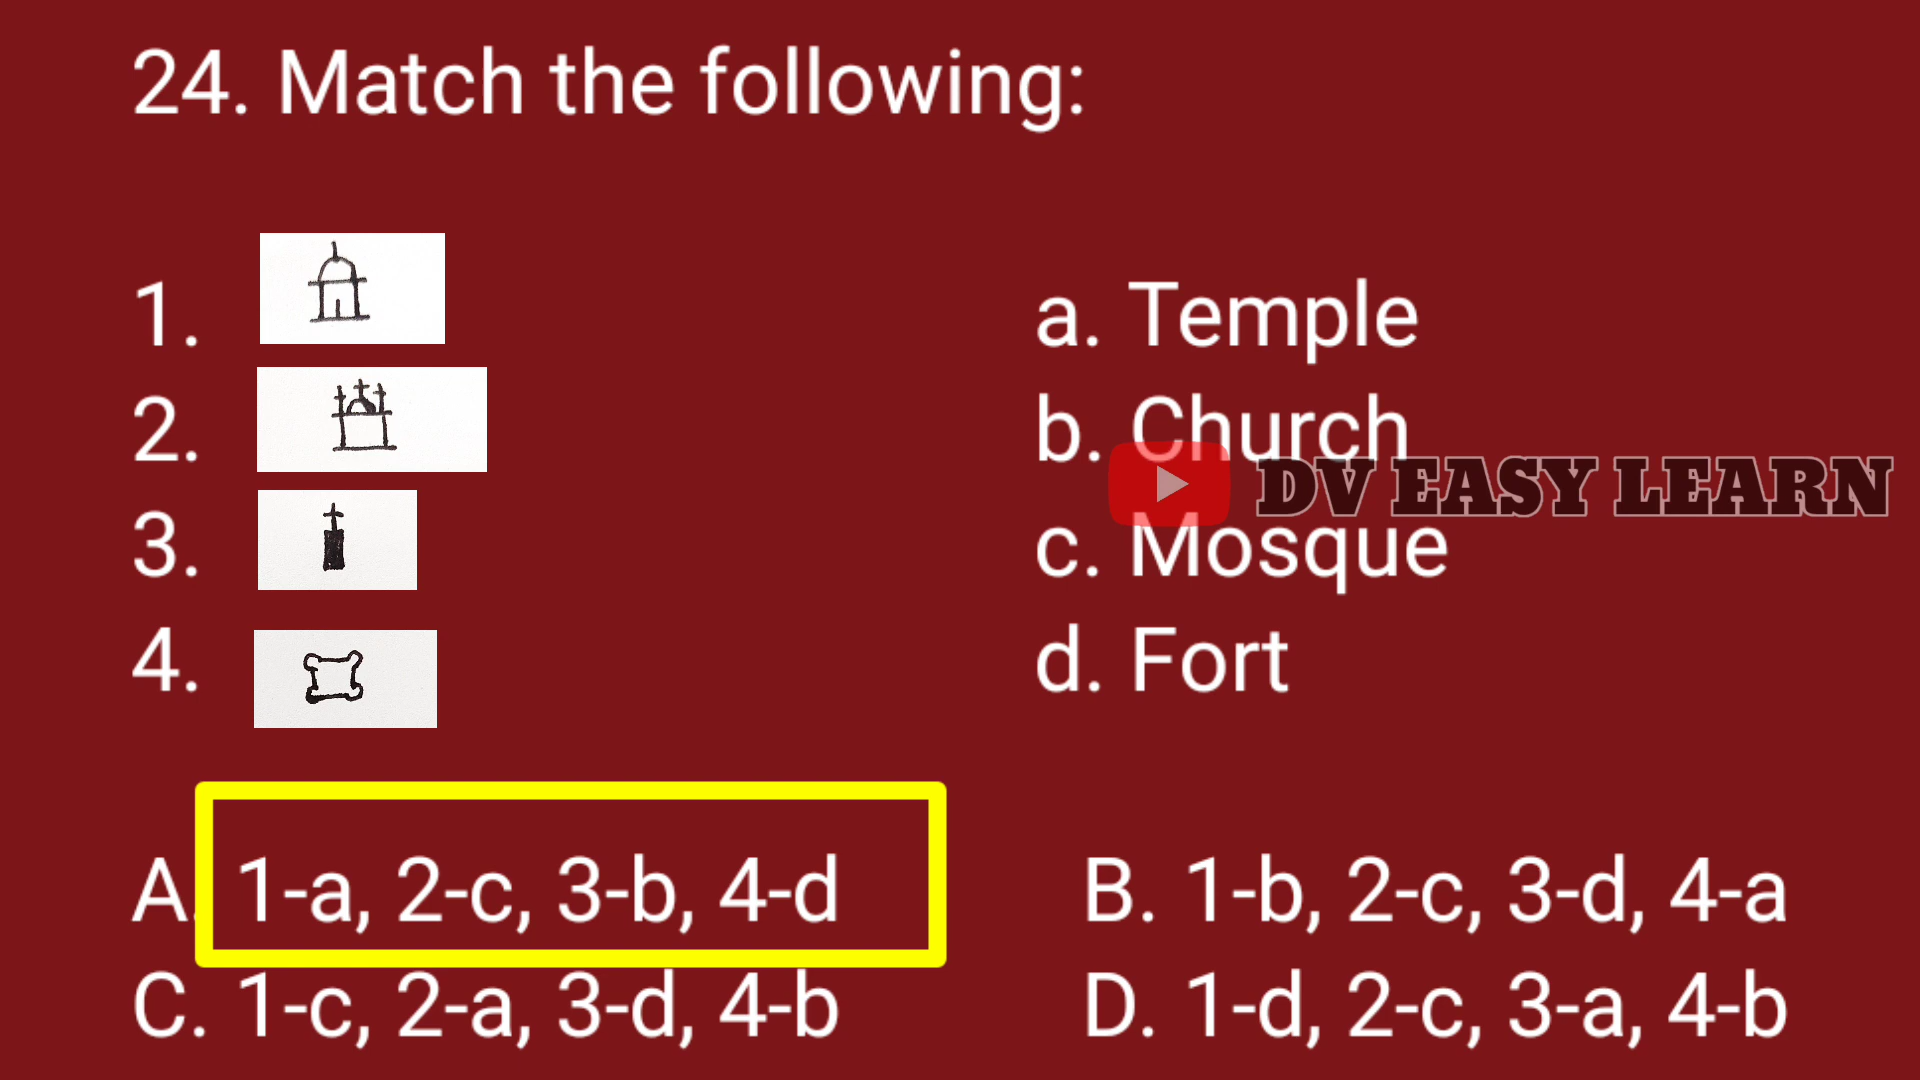 24. Match the following:
1. a. Temple
2. b. Church
DV EASY LEARN
3. c. Mosque
4. d. Fort
A. 1-a, 2-c, 3-b, 4-d B. 1-b, 2-c, 3-d, 4-a
C. 1-c, 2-a, 3-d, 4-b D. 1-d, 2-c, 3-a, 4-b